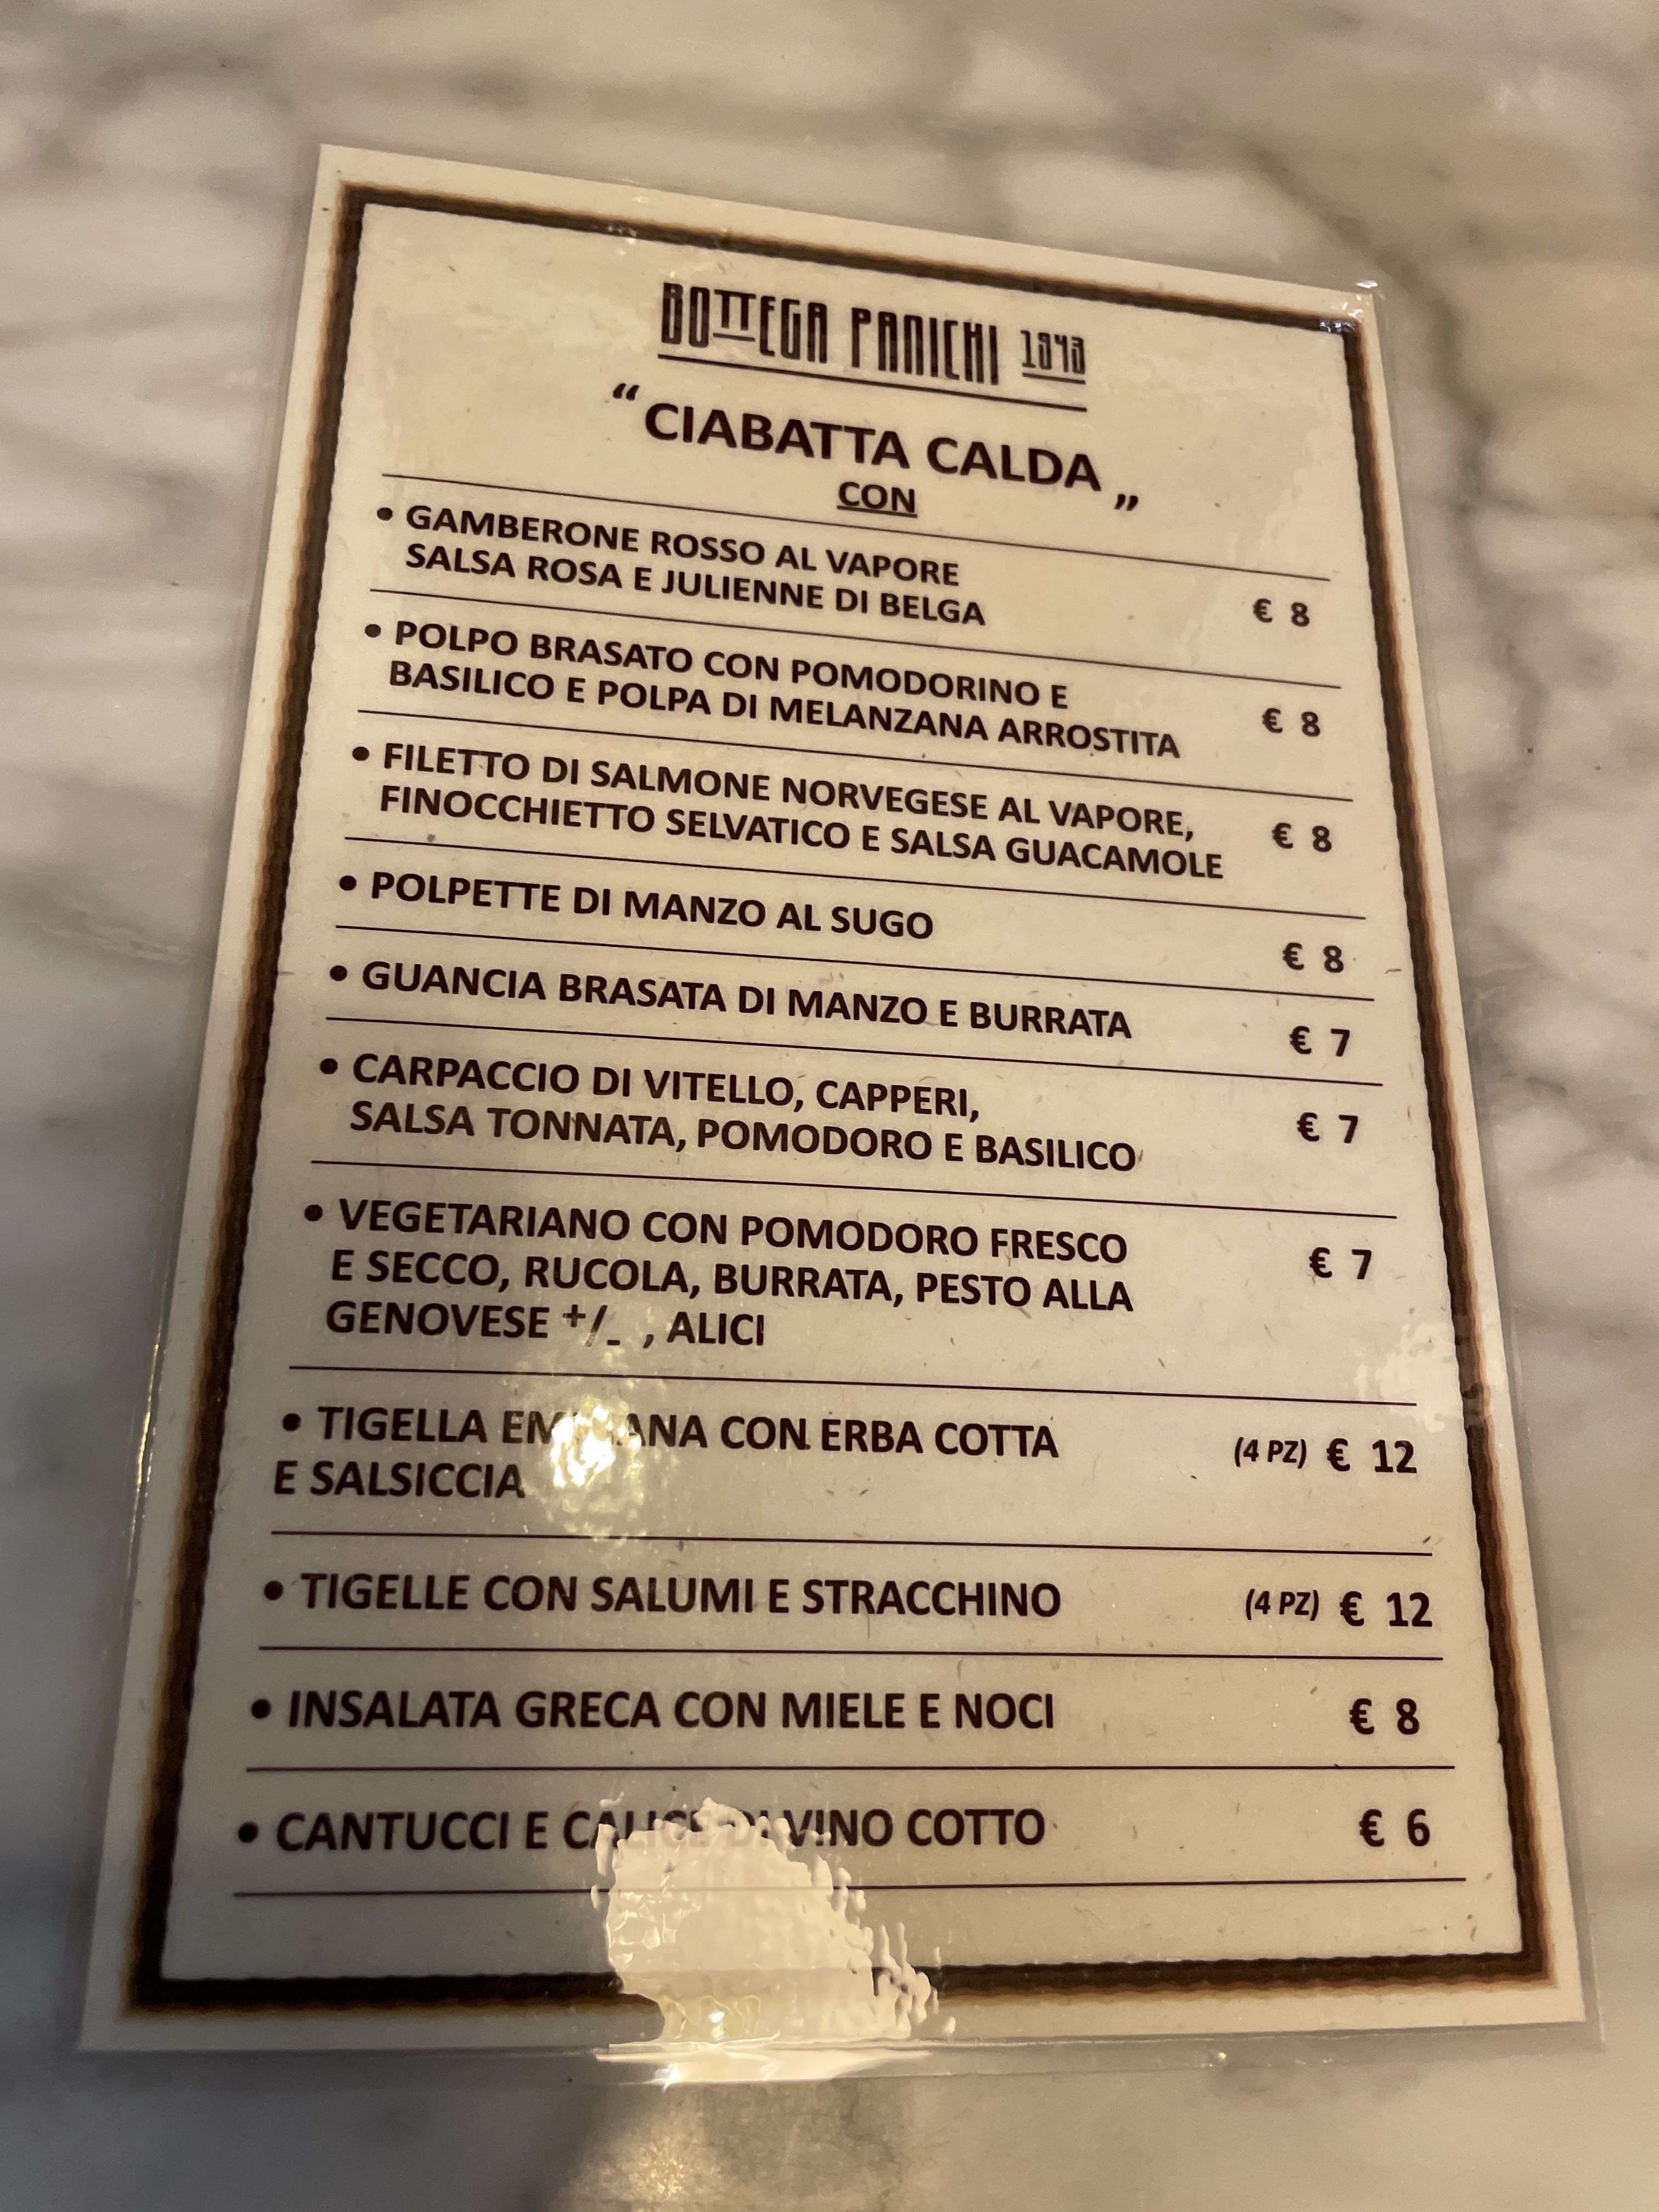 BOTTEGA PANICHI 1943
“CIABATTA CALDA„
CON
• GAMBERONE ROSSO AL VAPORE
SALSA ROSA E JULIENNE DI BELGA € 8
• POLPO BRASATO CON POMODORINO E
BASILICO E POLPA DI MELANZANA ARROSTITA € 8
• FILETTO DI SALMONE NORVEGESE AL VAPORE,
FINOCCHIETTO SELVATICO E SALSA GUACAMOLE € 8
• POLPETTE DI MANZO AL SUGO € 8
• GUANCIA BRASATA DI MANZO E BURRATA € 7
• CARPACCIO DI VITELLO, CAPPERI,
SALSA TONNATA, POMODORO E BASILICO € 7
• VEGETARIANO CON POMODORO FRESCO € 7
E SECCO, RUCOLA, BURRATA, PESTO ALLA
GENOVESE +/- , ALICI
• TIGELLA EMILIANA CON ERBA COTTA (4 PZ) € 12
E SALSICCIA
• TIGELLE CON SALUMI E STRACCHINO (4 PZ) € 12
• INSALATA GRECA CON MIELE E NOCI € 8
• CANTUCCI E CALICE DI VINO COTTO € 6